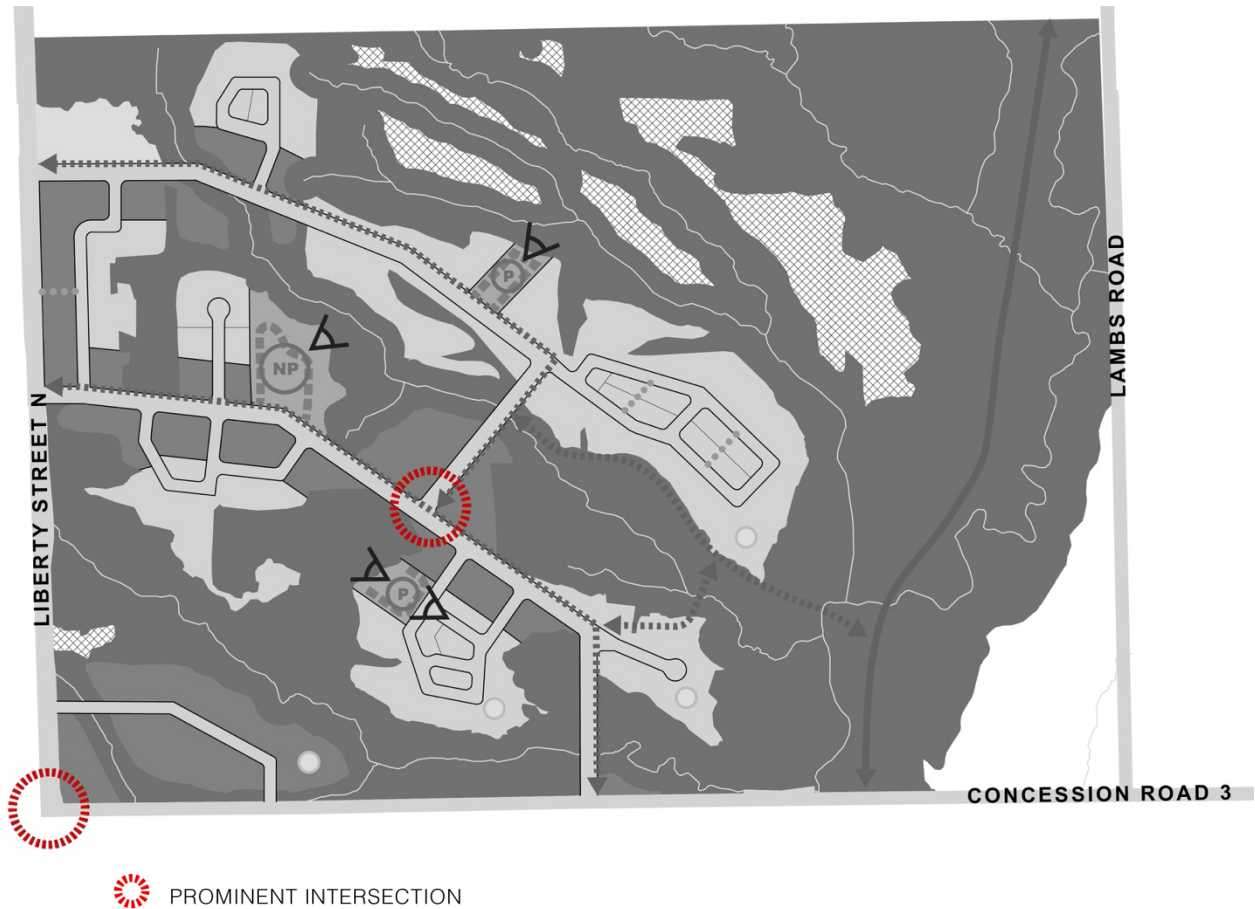 P
NP
P
LIBERTY STREET N
LAMBS ROAD
CONCESSION ROAD 3
PROMINENT INTERSECTION